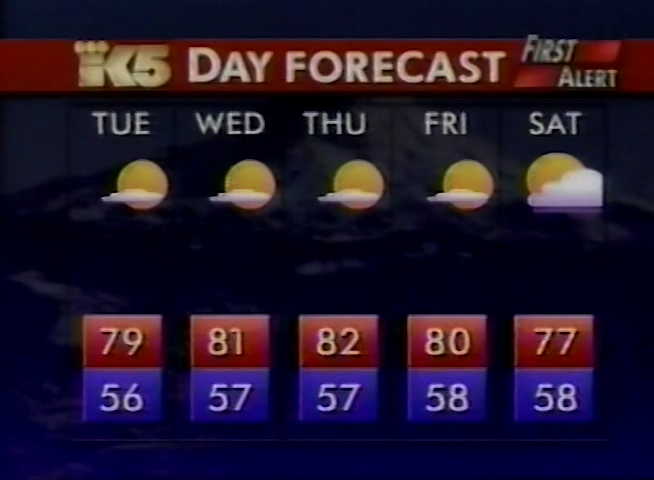 K5 DAY FORECAST FIRST ALERT
TUE WED THU FRI SAT
79 81 82 80 77
56 57 57 58 58